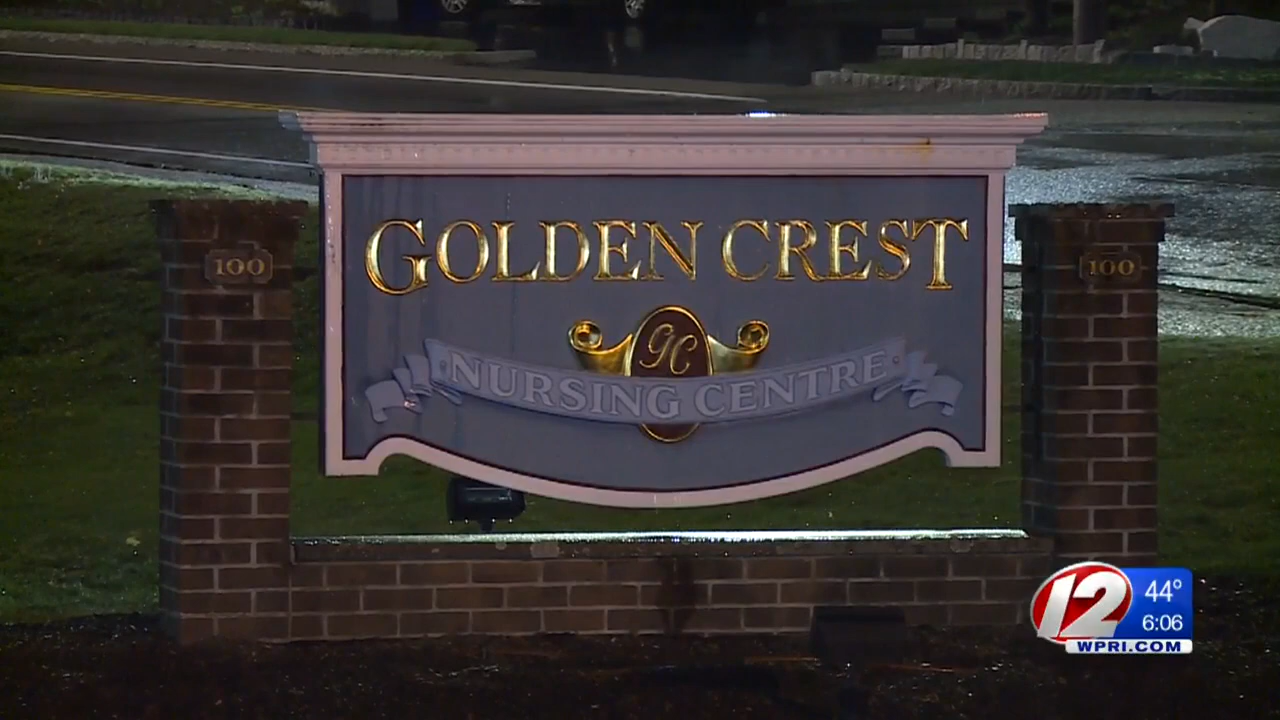 GOLDEN CREST
100
100
GC
NURSING CENTRE
12
44°
6:06
WPRI.COM